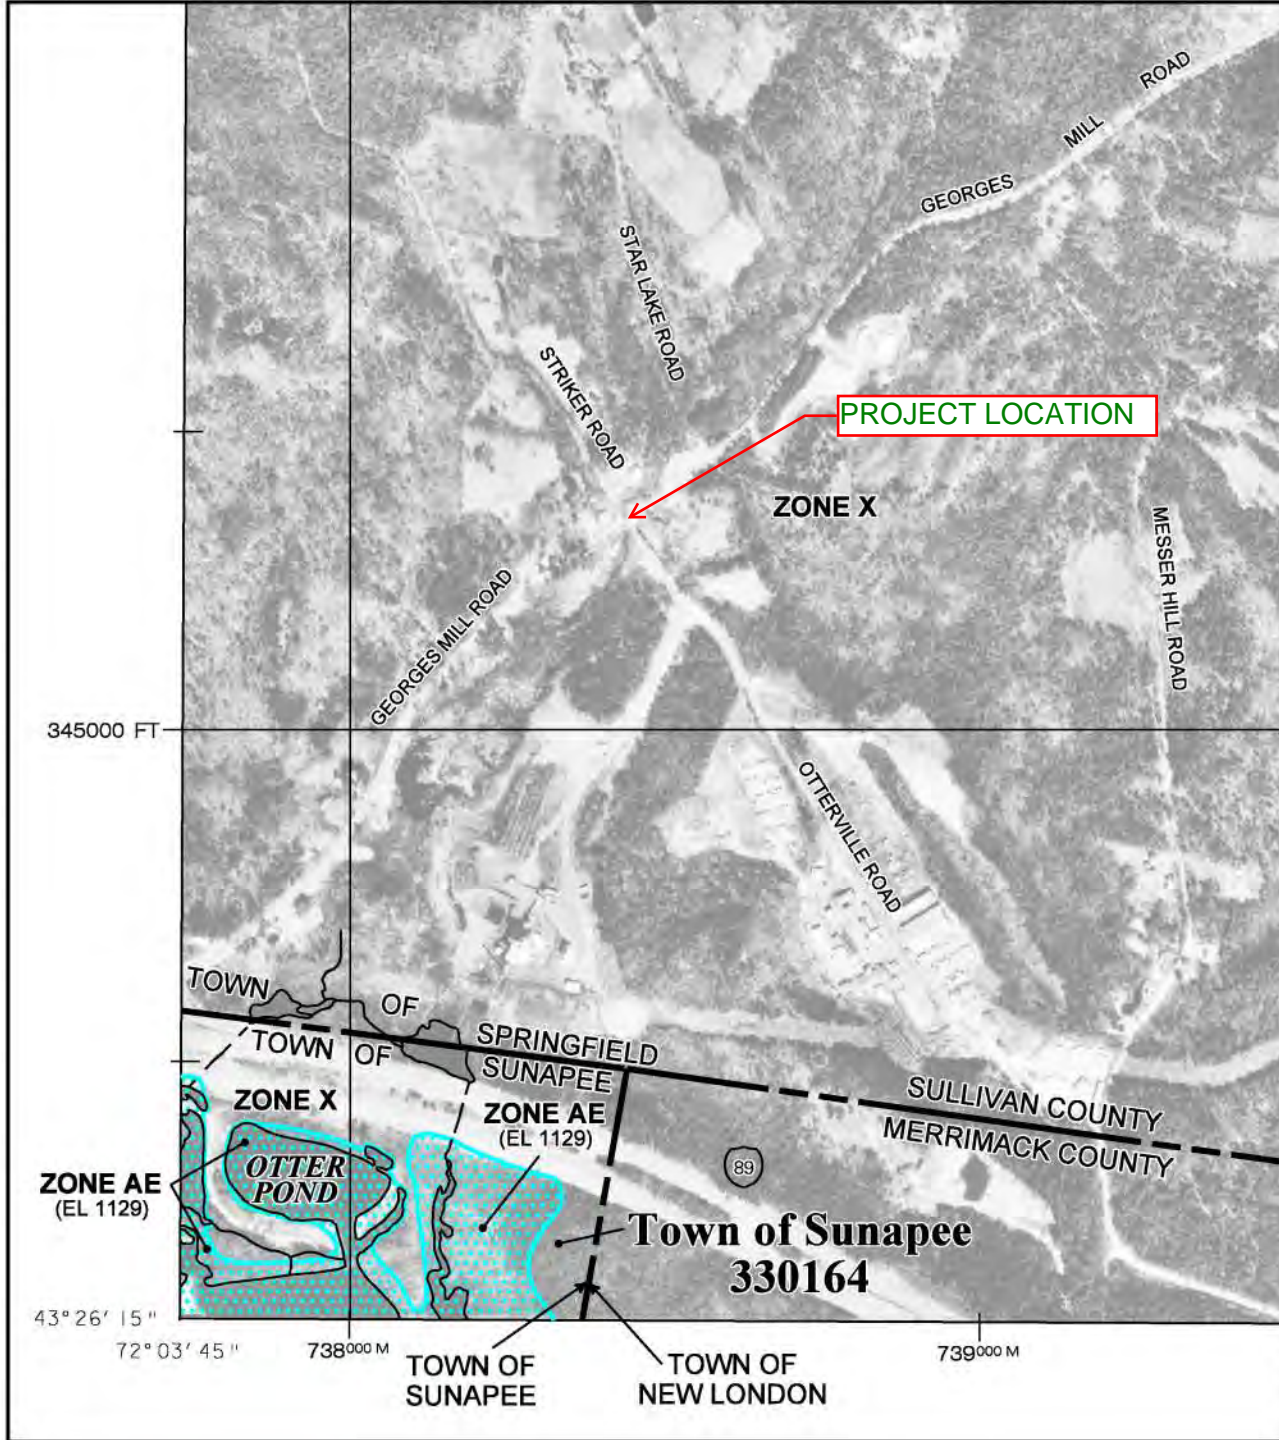 GEORGES MILL ROAD
STAR LAKE ROAD
STRIKER ROAD
PROJECT LOCATION
ZONE X
MESSER HILL ROAD
GEORGES MILL ROAD
345000 FT
OTTERVILLE ROAD
TOWN OF SPRINGFIELD
TOWN OF SUNAPEE
SULLIVAN COUNTY
MERRIMACK COUNTY
ZONE X
ZONE AE
(EL 1129)
OTTER
POND
ZONE AE
(EL 1129)
89
Town of Sunapee
330164
43°26'15"
72°03'45"
738000 M
739000 M
TOWN OF
SUNAPEE
TOWN OF
NEW LONDON